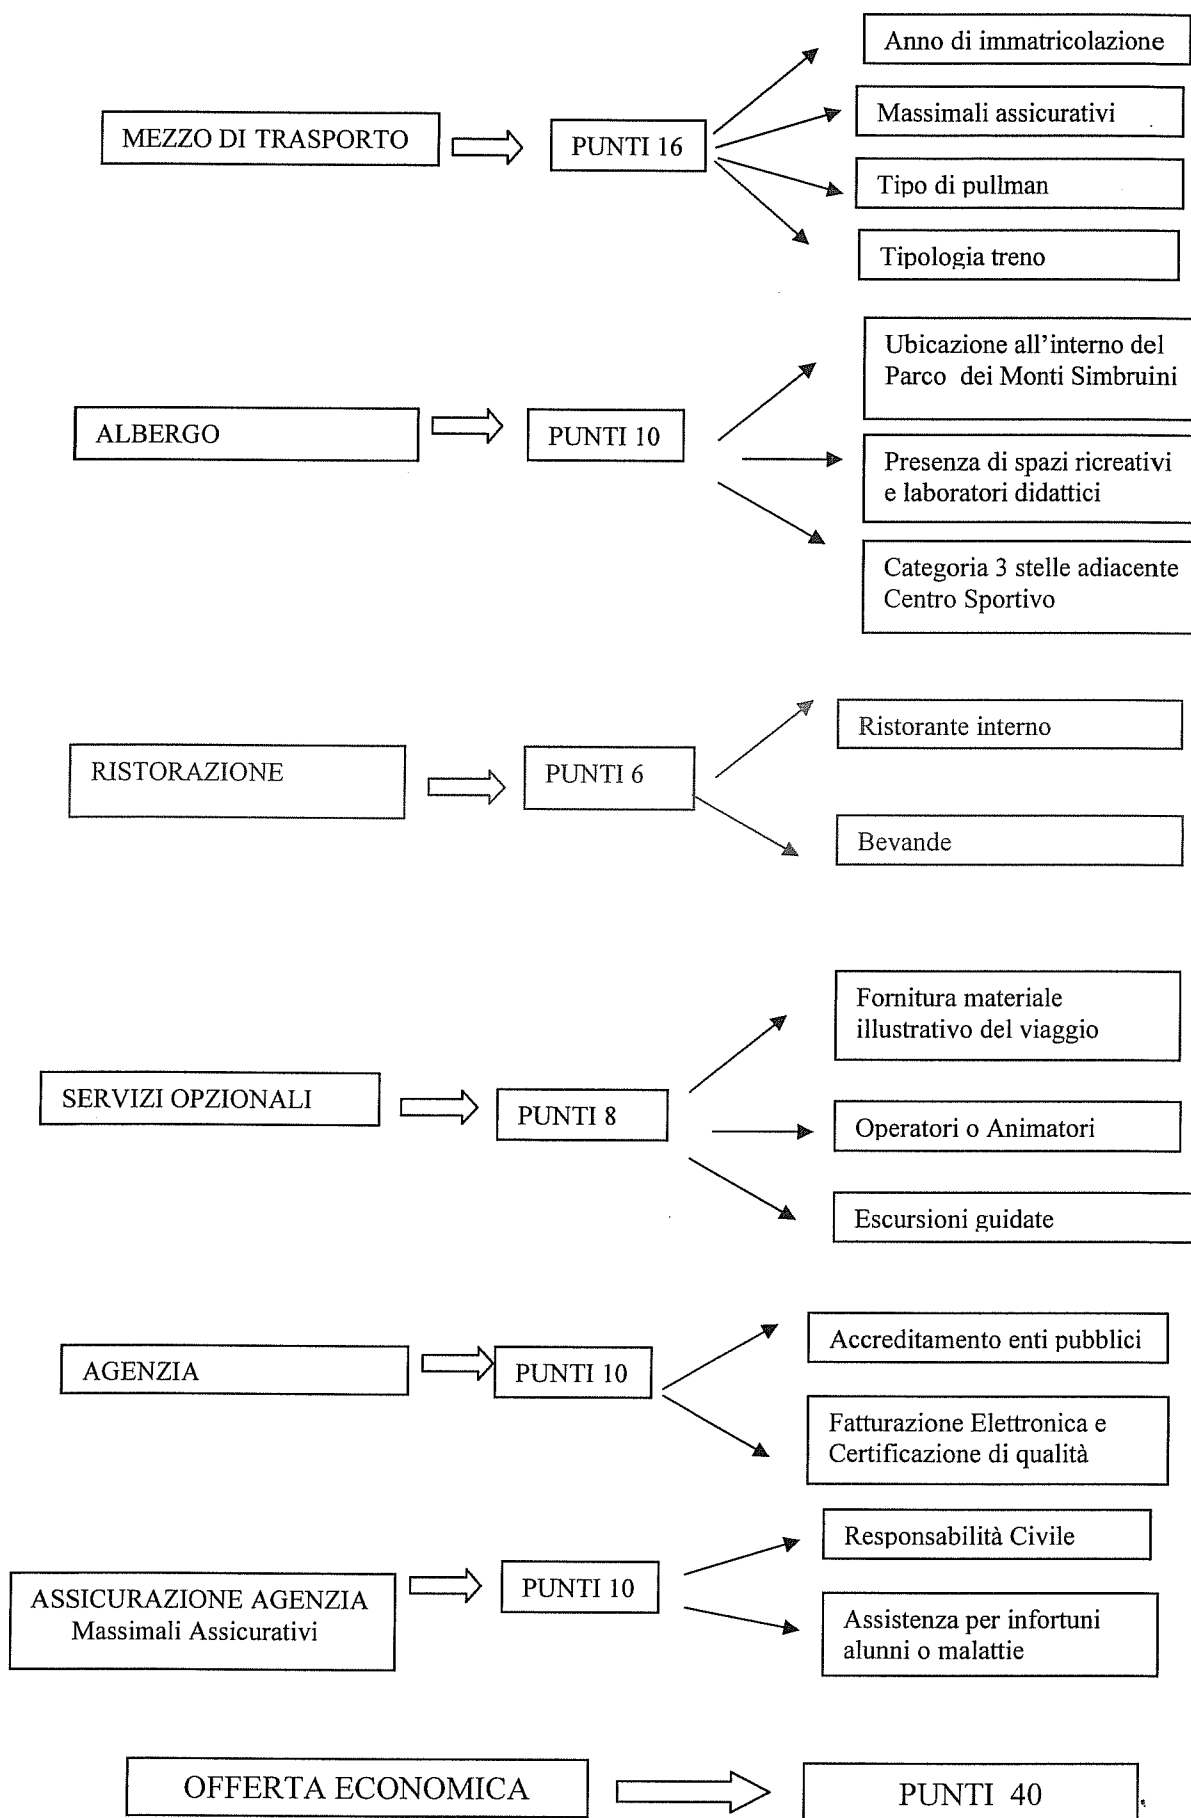 MEZZO DI TRASPORTO
PUNTI 16
Anno di immatricolazione
Massimali assicurativi
Tipo di pullman
Tipologia treno
ALBERGO
PUNTI 10
Ubicazione all'interno del
Parco dei Monti Simbruini
Presenza di spazi ricreativi
e laboratori didattici
Categoria 3 stelle adiacente
Centro Sportivo
RISTORAZIONE
PUNTI 6
Ristorante interno
Bevande
SERVIZI OPZIONALI
PUNTI 8
Fornitura materiale
illustrativo del viaggio
Operatori o Animatori
Escursioni guidate
AGENZIA
PUNTI 10
Accreditamento enti pubblici
Fatturazione Elettronica e
Certificazione di qualità
ASSICURAZIONE AGENZIA
Massimali Assicurativi
PUNTI 10
Responsabilità Civile
Assistenza per infortuni
alunni o malattie
OFFERTA ECONOMICA
PUNTI 40